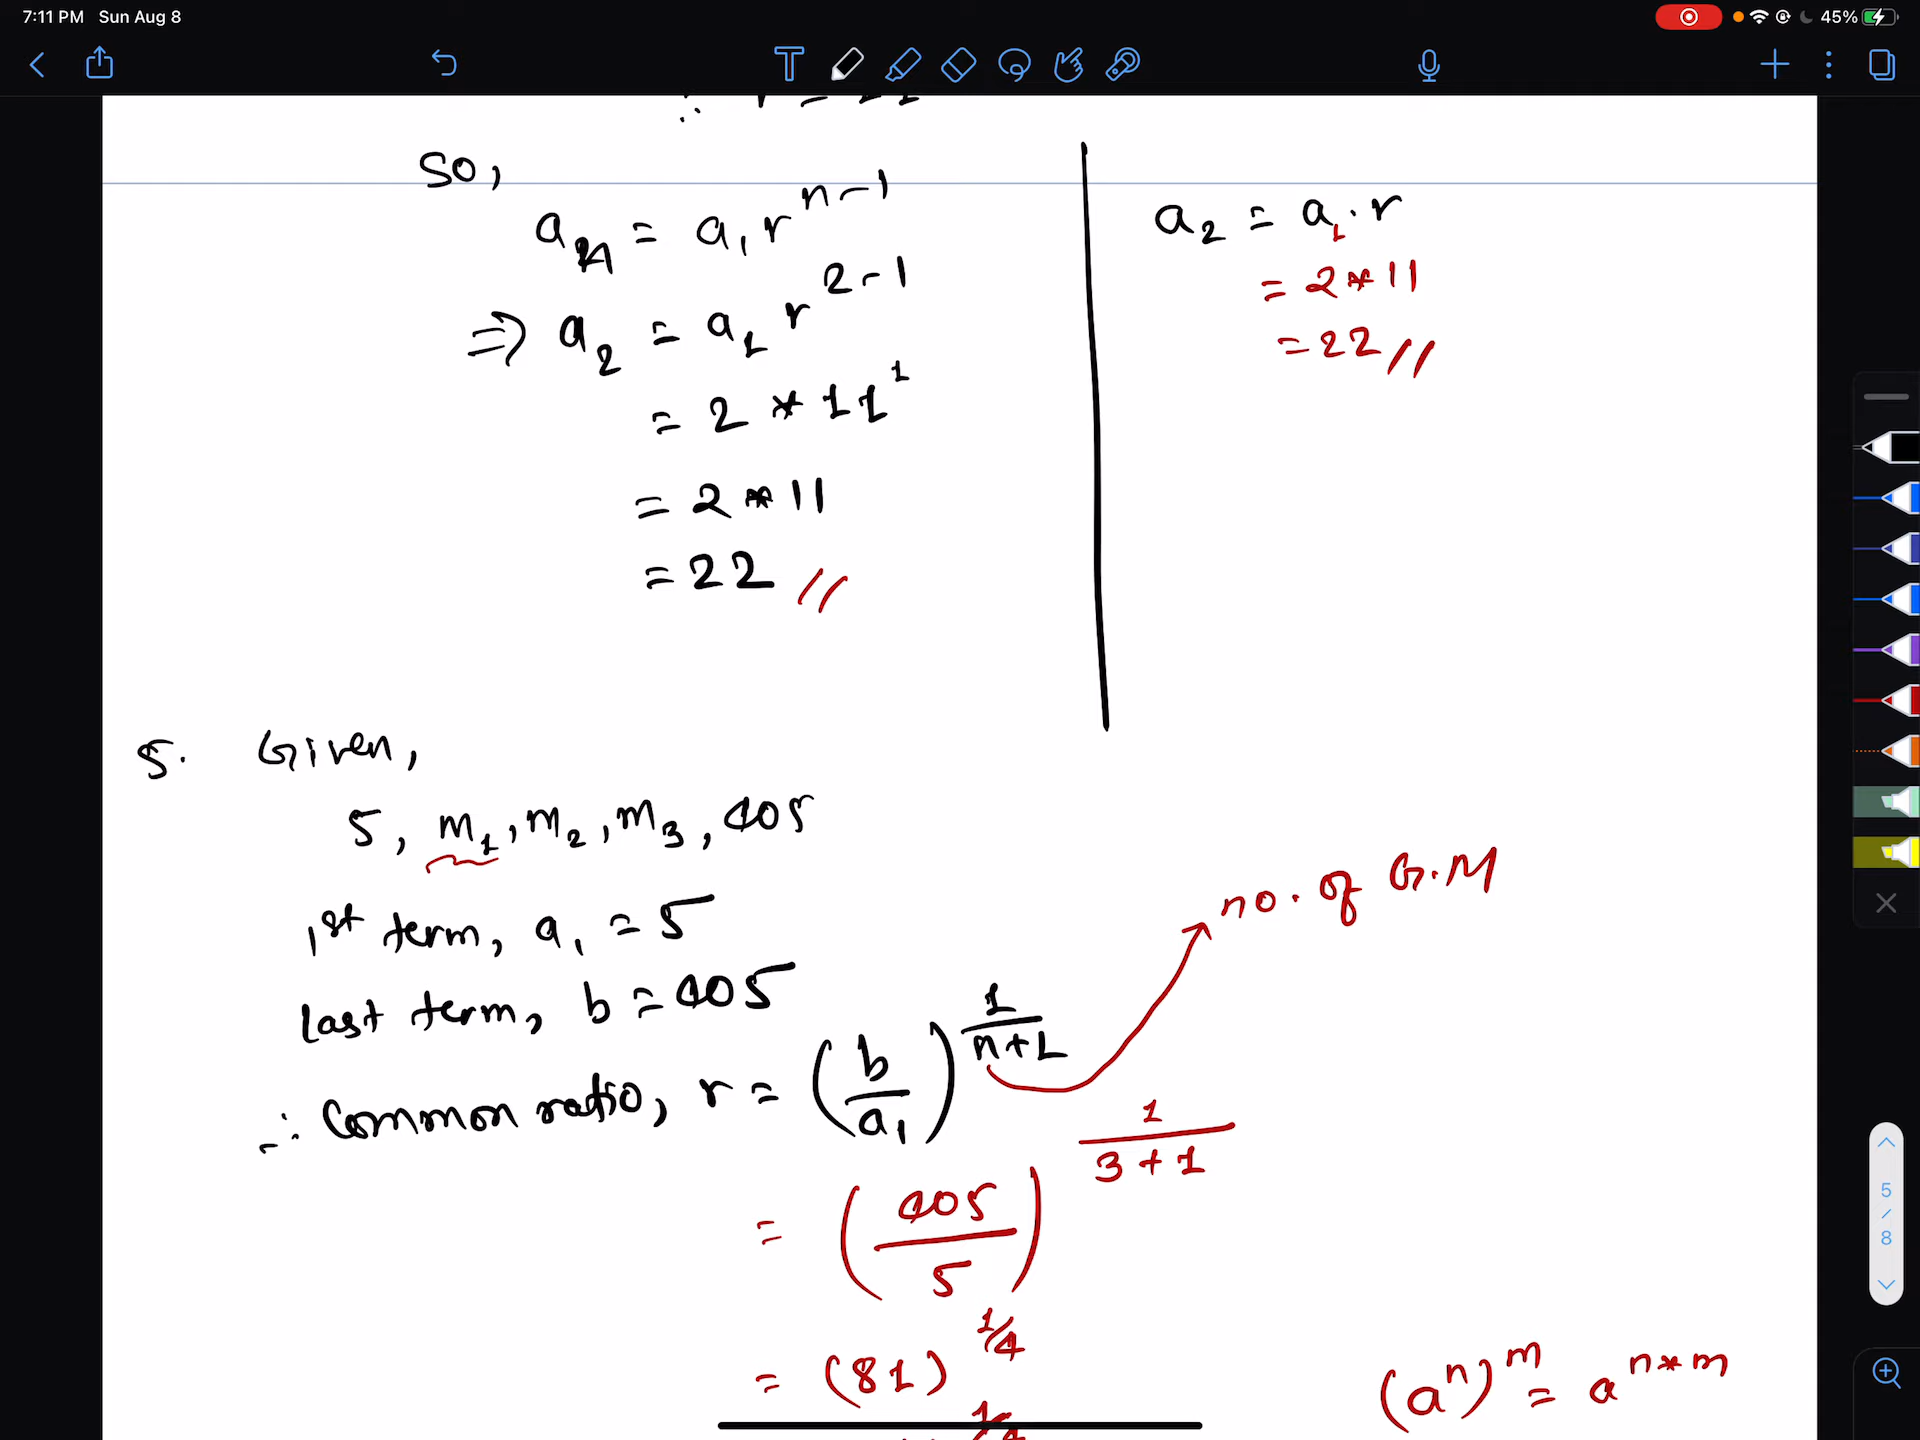 7:11 PM Sun Aug 8
45%
So,
aₙ = a₁ rⁿ⁻¹
⇒ a₂ = a₁ r²⁻¹
= 2 * 11¹
= 2 * 11
= 22 //
a₂ = a₁ · r
= 2 * 11
= 22 //
5. Given,
5, m₁, m₂, m₃, 405
1st term, a₁ = 5
last term, b = 405
∴ Common ratio, r = (b/a₁)^(1/(n+1))
no. of G.M
= (405/5)^(1/(3+1))
= (81)^(1/4)
(aⁿ)ᵐ = aⁿ*ᵐ
5
/
8